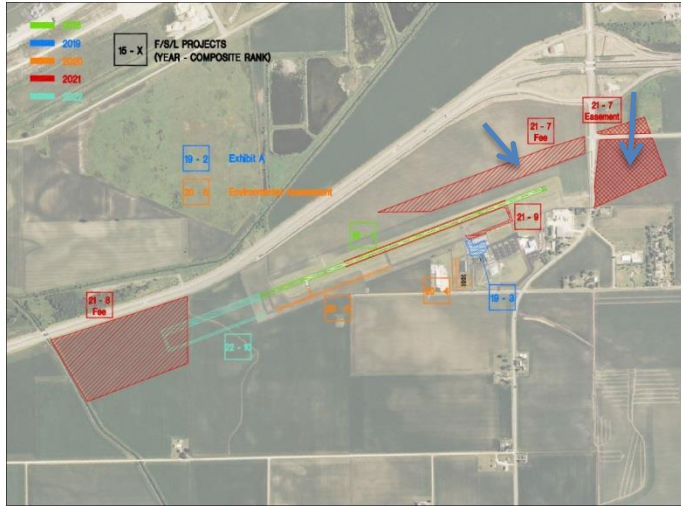 2019
2020
2021
2022
15 - X
F/S/L PROJECTS
(YEAR - COMPOSITE RANK)
21 - 7
Easement
21 - 7
Fee
19 - 2
Exhibit A
Environmental Assessment
21 - 9
21 - 8
Fee
19 - 3
22 - 10